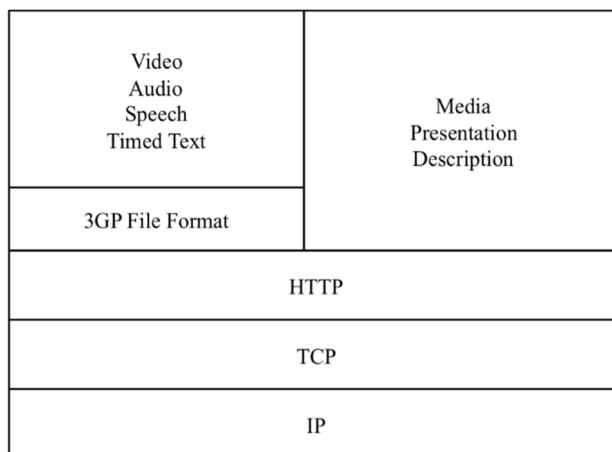 Video
Audio
Speech
Timed Text
Media
Presentation
Description
3GP File Format
HTTP
TCP
IP